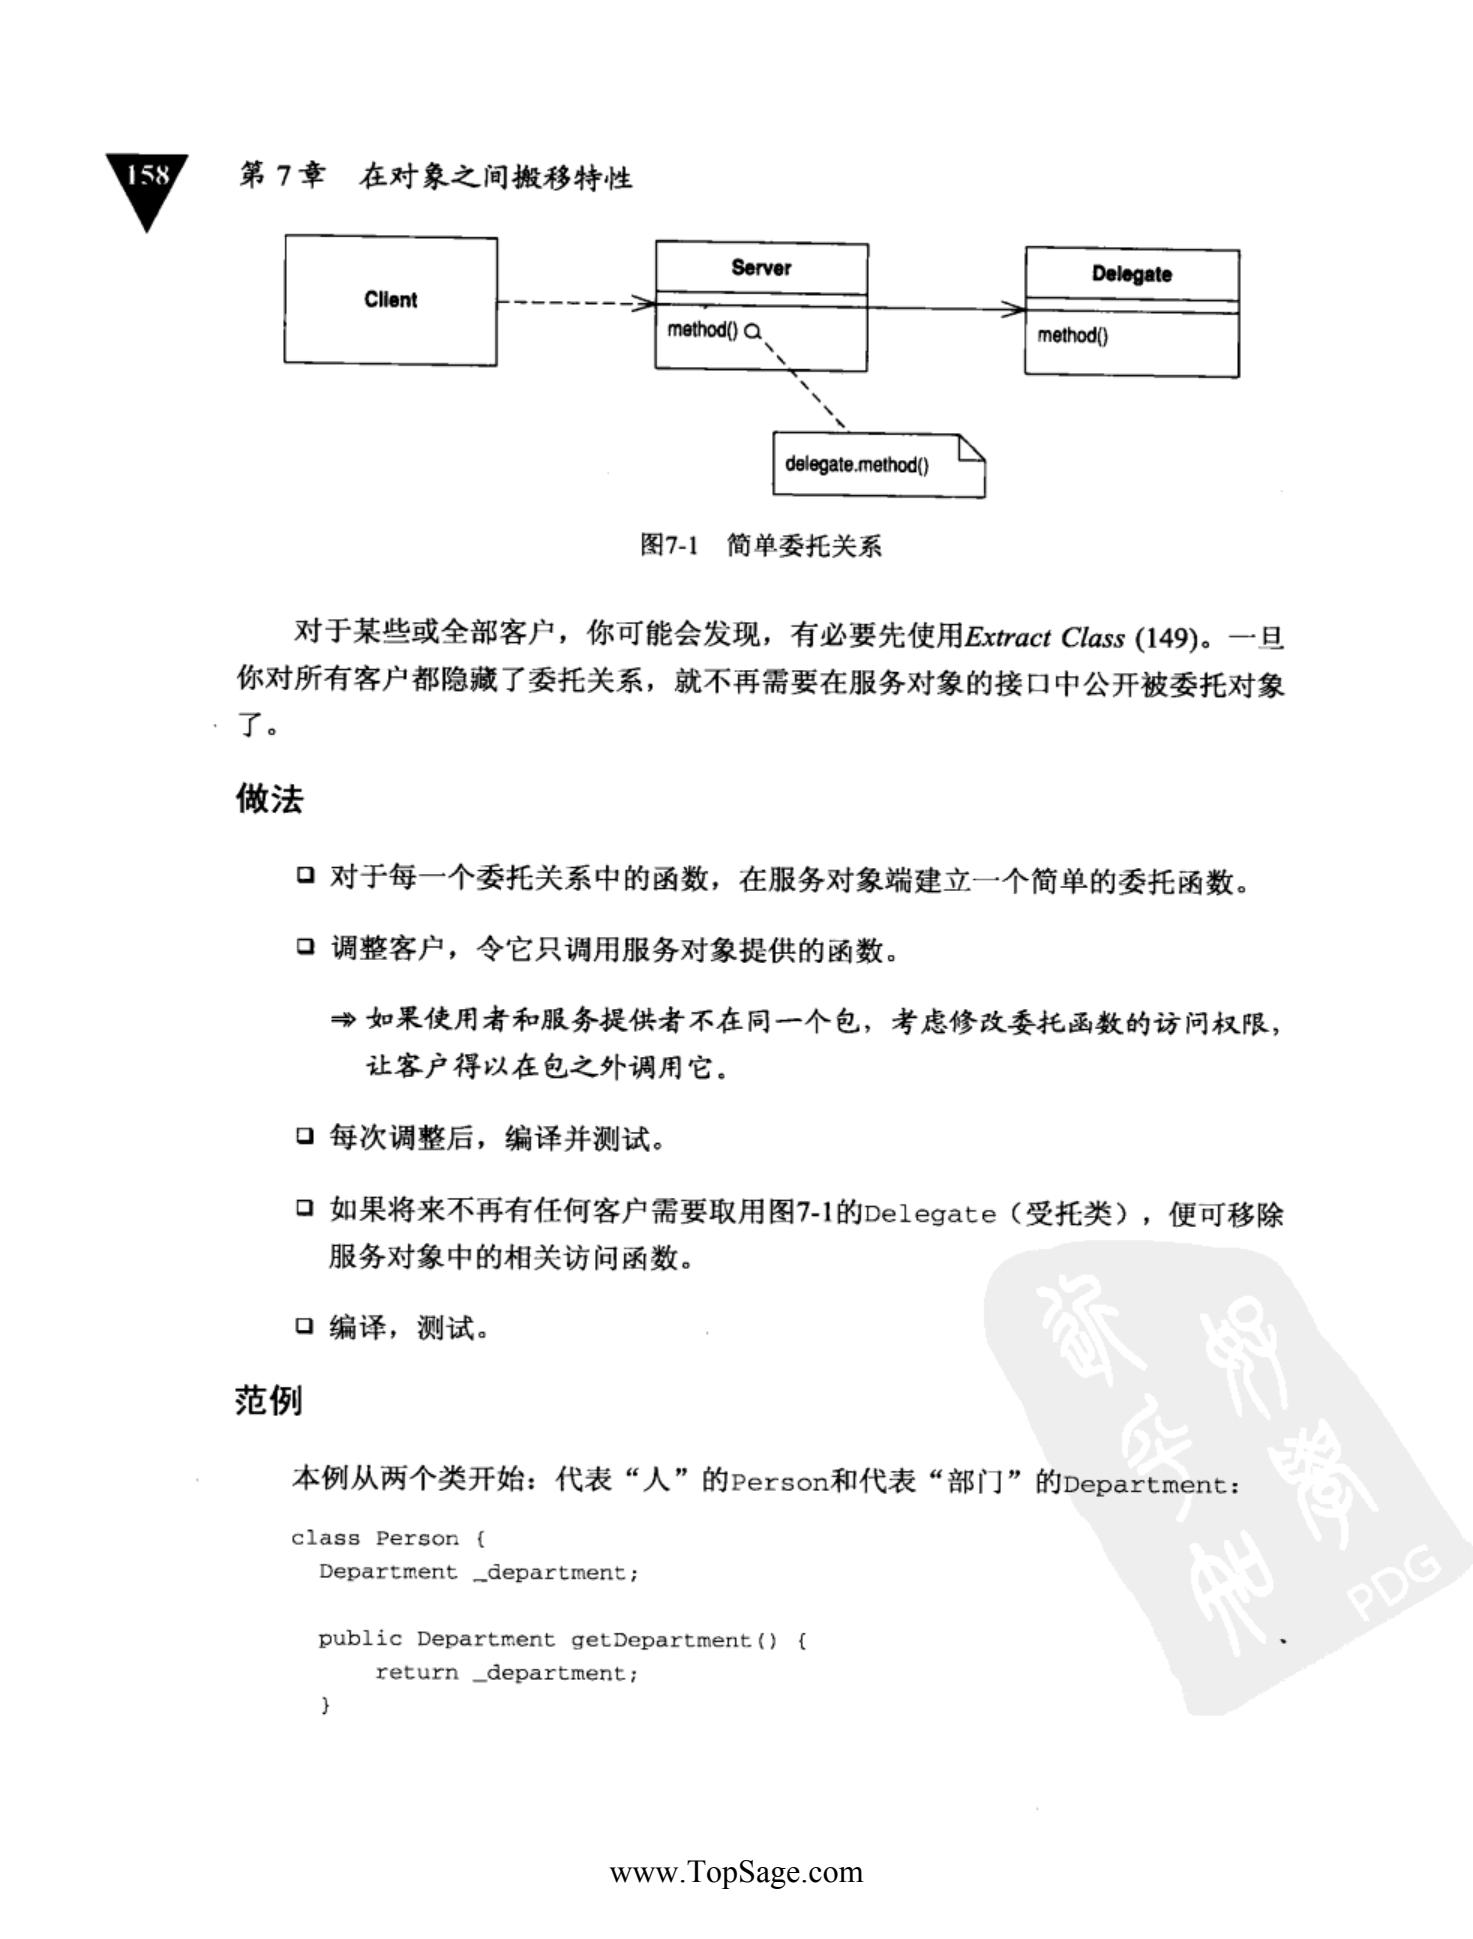 158
第 7 章 在对象之间搬移特性
Client
Server
method()
Delegate
method()
delegate.method()
图7-1 简单委托关系
对于某些或全部客户，你可能会发现，有必要先使用Extract Class (149)。一旦
你对所有客户都隐藏了委托关系，就不再需要在服务对象的接口中公开被委托对象
了。
做法
❑ 对于每一个委托关系中的函数，在服务对象端建立一个简单的委托函数。
❑ 调整客户，令它只调用服务对象提供的函数。
⇒ 如果使用者和服务提供者不在同一个包，考虑修改委托函数的访问权限，
让客户得以在包之外调用它。
❑ 每次调整后，编译并测试。
❑ 如果将来不再有任何客户需要取用图7-1的Delegate（受托类），便可移除
服务对象中的相关访问函数。
❑ 编译，测试。
范例
本例从两个类开始：代表“人”的Person和代表“部门”的Department：
class Person {
Department _department;
public Department getDepartment() {
return _department;
}
PDG
www.TopSage.com